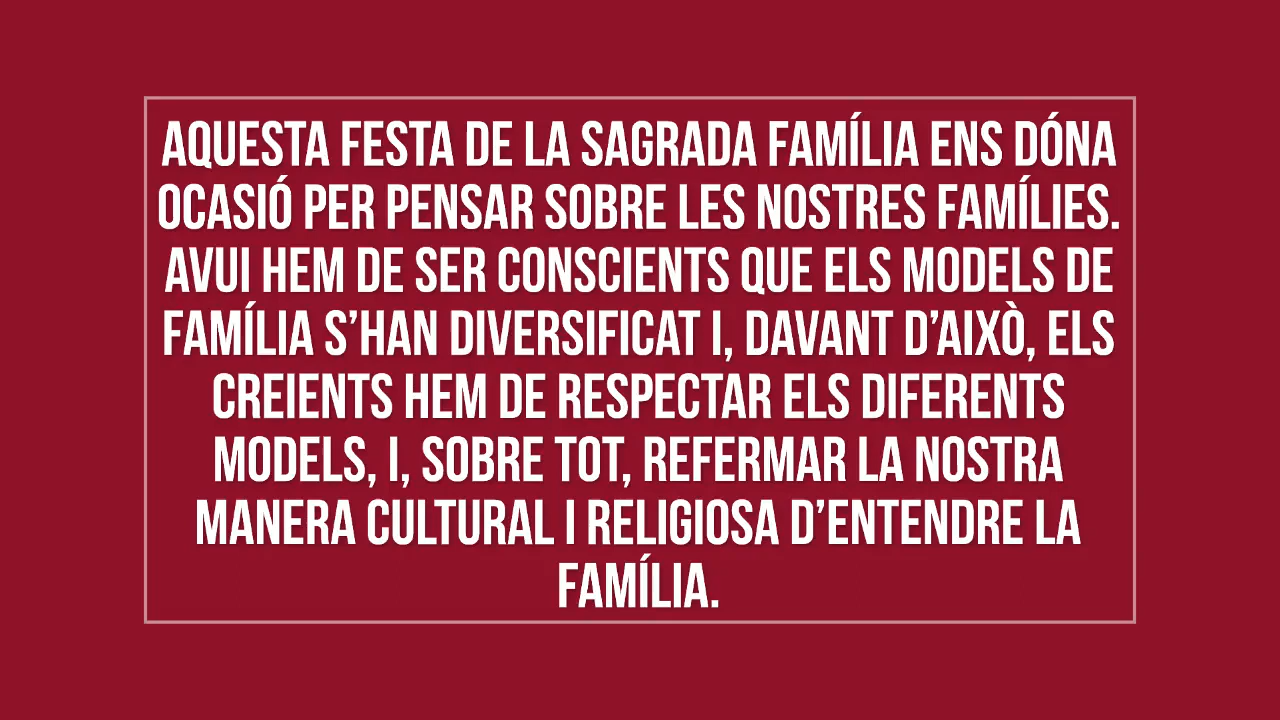 AQUESTA FESTA DE LA SAGRADA FAMÍLIA ENS DÓNA
OCASIÓ PER PENSAR SOBRE LES NOSTRES FAMÍLIES.
AVUI HEM DE SER CONSCIENTS QUE ELS MODELS DE
FAMÍLIA S’HAN DIVERSIFICAT I, DAVANT D’AIXÒ, ELS
CREIENTS HEM DE RESPECTAR ELS DIFERENTS
MODELS, I, SOBRE TOT, REFERMAR LA NOSTRA
MANERA CULTURAL I RELIGIOSA D’ENTENDRE LA
FAMÍLIA.